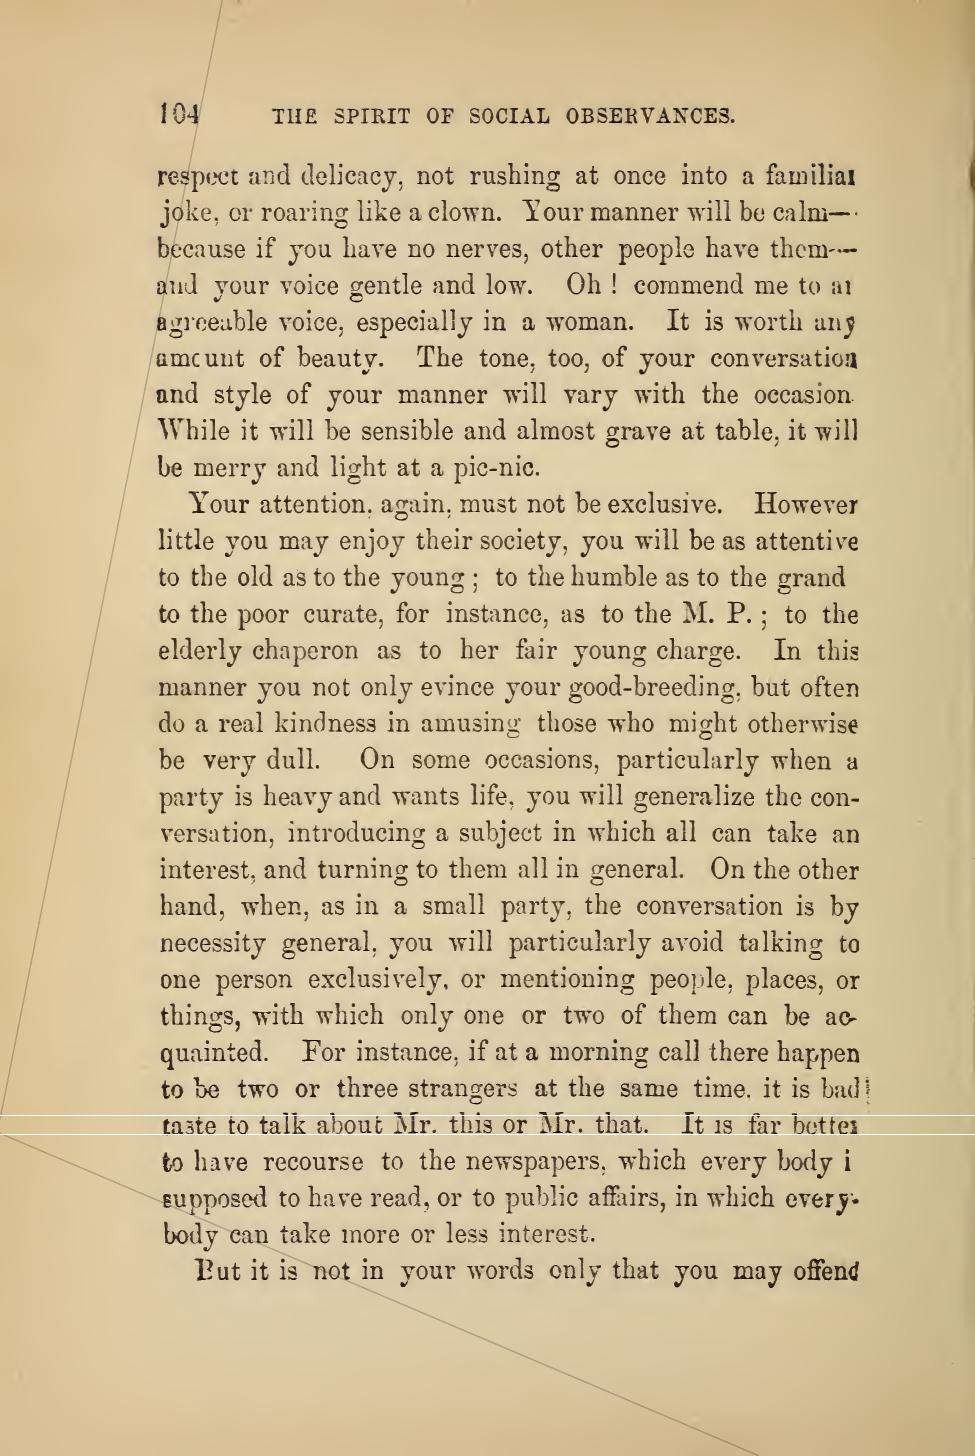 104 THE SPIRIT OF SOCIAL OBSERVANCES.
respect and delicacy, not rushing at once into a familiar
joke, or roaring like a clown. Your manner will be calm—
because if you have no nerves, other people have them—
and your voice gentle and low. Oh ! commend me to an
agreeable voice, especially in a woman. It is worth any
amount of beauty. The tone, too, of your conversation
and style of your manner will vary with the occasion.
While it will be sensible and almost grave at table, it will
be merry and light at a pic-nic.
Your attention, again, must not be exclusive. However
little you may enjoy their society, you will be as attentive
to the old as to the young ; to the humble as to the grand
to the poor curate, for instance, as to the M. P. ; to the
elderly chaperon as to her fair young charge. In this
manner you not only evince your good-breeding, but often
do a real kindness in amusing those who might otherwise
be very dull. On some occasions, particularly when a
party is heavy and wants life, you will generalize the con-
versation, introducing a subject in which all can take an
interest, and turning to them all in general. On the other
hand, when, as in a small party, the conversation is by
necessity general, you will particularly avoid talking to
one person exclusively, or mentioning people, places, or
things, with which only one or two of them can be ac-
quainted. For instance, if at a morning call there happen
to be two or three strangers at the same time, it is bad
taste to talk about Mr. this or Mr. that. It is far better
to have recourse to the newspapers, which every body i
supposed to have read, or to public affairs, in which every-
body can take more or less interest.
But it is not in your words only that you may offend